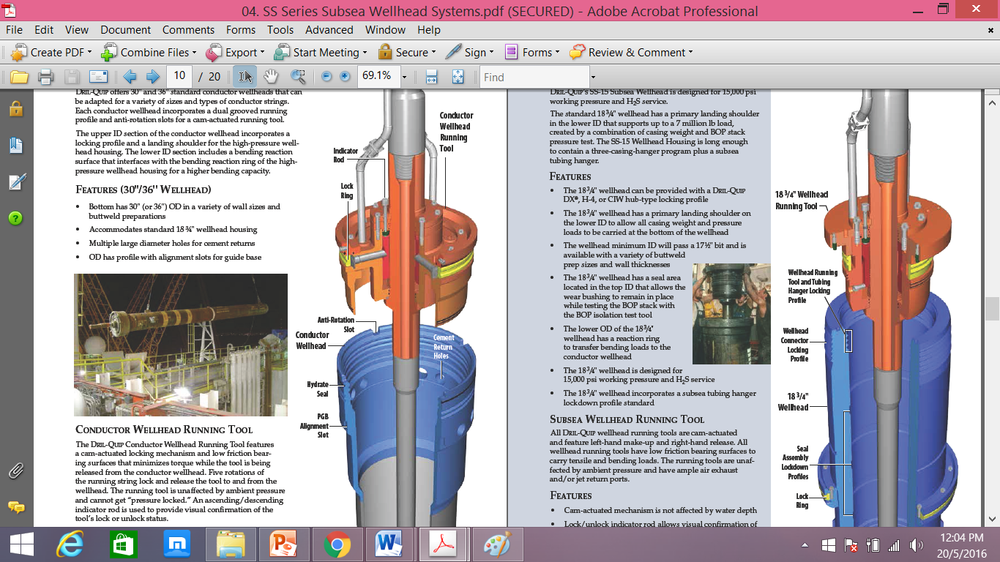 04. SS Series Subsea Wellhead Systems.pdf (SECURED) - Adobe Acrobat Professional
File Edit View Document Comments Forms Tools Advanced Window Help
Create PDF Combine Files Export Start Meeting Secure Sign Forms Review & Comment
10 / 20 69.1% Find
DRIL-QUIP offers 30" and 36" standard conductor wellheads that can
be adapted for a variety of sizes and types of conductor strings.
Each conductor wellhead incorporates a dual grooved running
profile and anti-rotation slots for a cam-actuated running tool.
The upper ID section of the conductor wellhead incorporates a
locking profile and a landing shoulder for the high-pressure well-
head housing. The lower ID section includes a bending reaction
surface that interfaces with the bending reaction ring of the high-
pressure wellhead housing for a higher bending capacity.
FEATURES (30"/36" WELLHEAD)
• Bottom has 30" (or 36") OD in a variety of wall sizes and
buttweld preparations
• Accommodates standard 18 ¾" wellhead housing
• Multiple large diameter holes for cement returns
• OD has profile with alignment slots for guide base
CONDUCTOR WELLHEAD RUNNING TOOL
The DRIL-QUIP Conductor Wellhead Running Tool features
a cam-actuated locking mechanism and low friction bear-
ing surfaces that minimizes torque while the tool is being
released from the conductor wellhead. Five rotations of
the running string lock and release the tool to and from the
wellhead. The running tool is unaffected by ambient pressure
and cannot get “pressure locked.” An ascending/descending
indicator rod is used to provide visual confirmation of the
tool’s lock or unlock status.
Conductor
Wellhead
Running
Tool
Indicator
Rod
Lock
Ring
Anti-Rotation
Slot
Conductor
Wellhead
Cement
Return
Holes
Hydrate
Seal
PGB
Alignment
Slot
DRIL-QUIP'S SS-15 Subsea Wellhead is designed for 15,000 psi
working pressure and H2S service.
The standard 18¾" wellhead has a primary landing shoulder
in the lower ID that supports up to a 7 million lb load,
created by a combination of casing weight and BOP stack
pressure test. The SS-15 Wellhead Housing is long enough
to contain a three-casing-hanger program plus a subsea
tubing hanger.
FEATURES
• The 18¾" wellhead can be provided with a DRIL-QUIP
DX®, H-4, or CIW hub-type locking profile
• The 18¾" wellhead has a primary landing shoulder on
the lower ID to allow all casing weight and pressure
loads to be carried at the bottom of the wellhead
• The wellhead minimum ID will pass a 17½" bit and is
available with a variety of buttweld
prep sizes and wall thicknesses
• The 18¾" wellhead has a seal area
located in the top ID that allows the
wear bushing to remain in place
while testing the BOP stack with
the BOP isolation test tool
• The lower OD of the 18¾"
wellhead has a reaction ring
to transfer bending loads to the
conductor wellhead
• The 18¾" wellhead is designed for
15,000 psi working pressure and H2S service
• The 18¾" wellhead incorporates a subsea tubing hanger
lockdown profile standard
SUBSEA WELLHEAD RUNNING TOOL
All DRIL-QUIP wellhead running tools are cam-actuated
and feature left-hand make-up and right-hand release. All
wellhead running tools have low friction bearing surfaces to
carry tensile and bending loads. The running tools are unaf-
fected by ambient pressure and have ample air exhaust
and/or jet return ports.
FEATURES
• Cam-actuated mechanism is not affected by water depth
• Lock/unlock indicator rod allows visual confirmation of
18 ¾" Wellhead
Running Tool
Wellhead Running
Tool and Tubing
Hanger Locking
Profile
Wellhead
Connector
Locking
Profile
18 ¾"
Wellhead
Seal
Assembly
Lockdown
Profiles
Lock
Ring
12:04 PM
20/5/2016